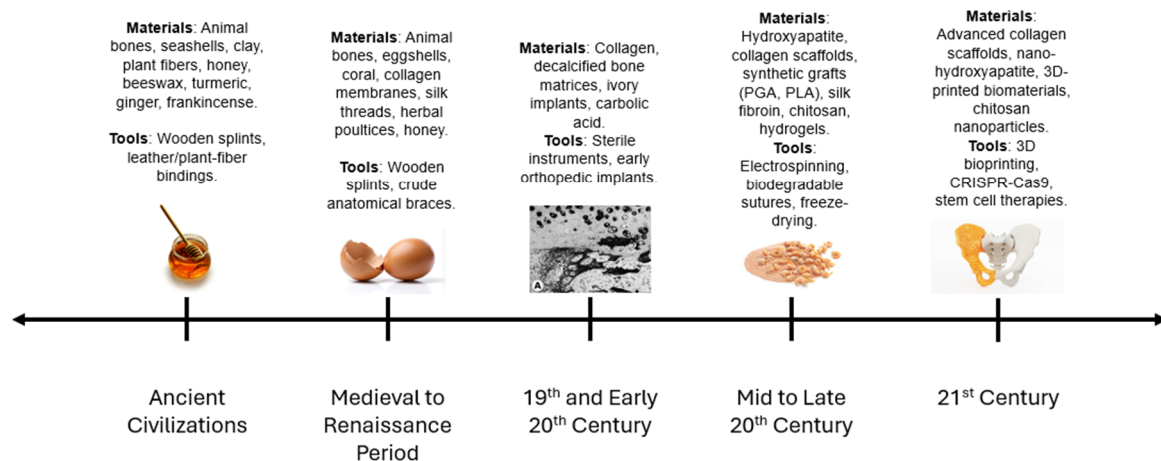 Materials: Animal
bones, seashells, clay,
plant fibers, honey,
beeswax, turmeric,
ginger, frankincense.
Tools: Wooden splints,
leather/plant-fiber
bindings.
Materials: Animal
bones, eggshells,
coral, collagen
membranes, silk
threads, herbal
poultices, honey.
Tools: Wooden
splints, crude
anatomical braces.
Materials: Collagen,
decalcified bone
matrices, ivory
implants, carbolic
acid.
Tools: Sterile
instruments, early
orthopedic implants.
A
Materials:
Hydroxyapatite,
collagen scaffolds,
synthetic grafts
(PGA, PLA), silk
fibroin, chitosan,
hydrogels.
Tools:
Electrospinning,
biodegradable
sutures, freeze-
drying.
Materials:
Advanced collagen
scaffolds, nano-
hydroxyapatite, 3D-
printed biomaterials,
chitosan
nanoparticles.
Tools: 3D
bioprinting,
CRISPR-Cas9,
stem cell therapies.
Ancient
Civilizations
Medieval to
Renaissance
Period
19th and Early
20th Century
Mid to Late
20th Century
21st Century